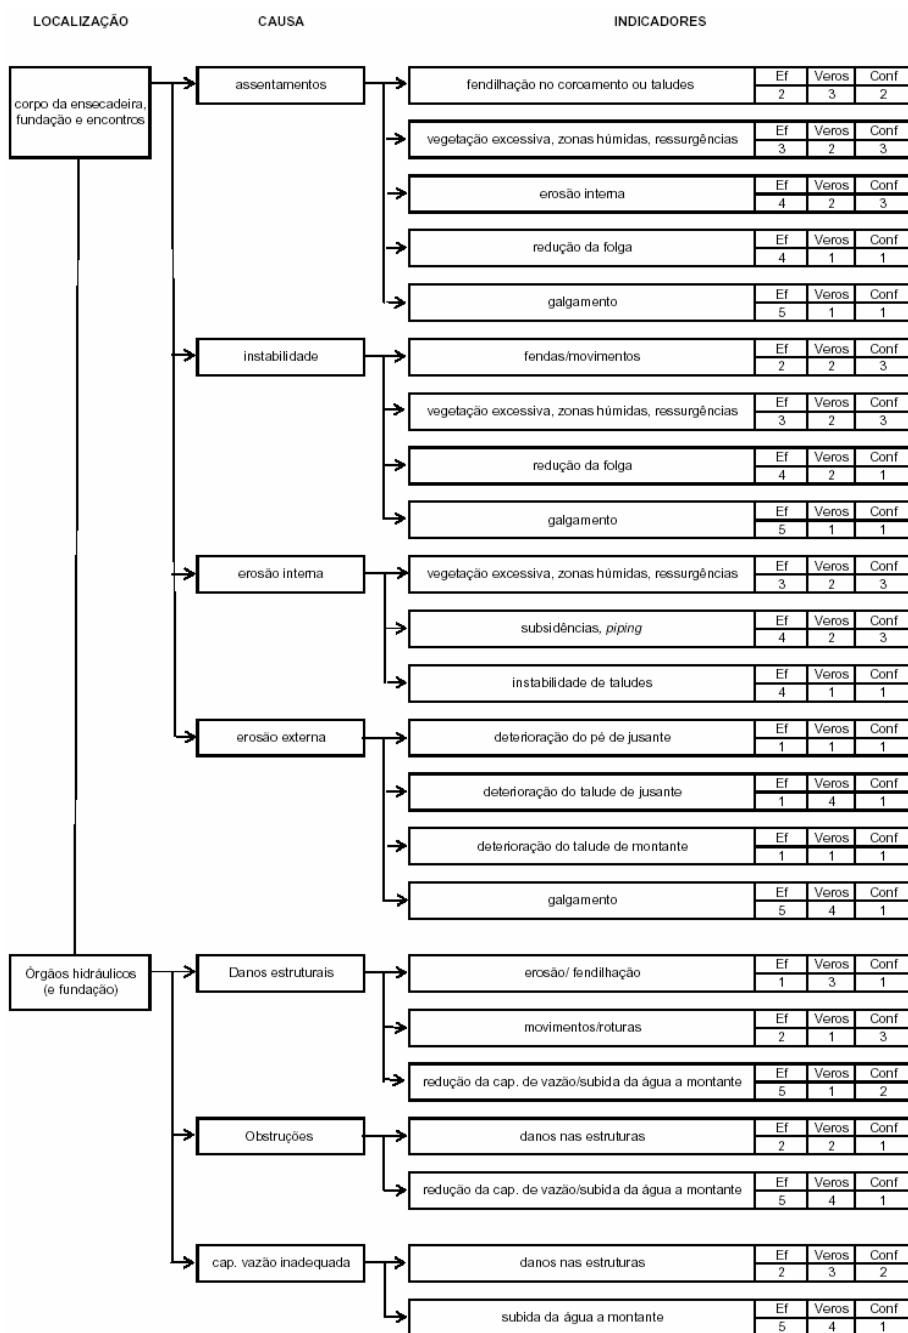 LOCALIZAÇÃO CAUSA INDICADORES
corpo da ensecadeira,
fundação e encontros
assentamentos
fendilhação no coroamento ou taludes
Ef Veros Conf
2 3 2
vegetação excessiva, zonas húmidas, ressurgências
Ef Veros Conf
3 2 3
erosão interna
Ef Veros Conf
4 2 3
redução da folga
Ef Veros Conf
4 1 1
galgamento
Ef Veros Conf
5 1 1
instabilidade
fendas/movimentos
Ef Veros Conf
2 2 3
vegetação excessiva, zonas húmidas, ressurgências
Ef Veros Conf
3 2 3
redução da folga
Ef Veros Conf
4 2 1
galgamento
Ef Veros Conf
5 1 1
erosão interna
vegetação excessiva, zonas húmidas, ressurgências
Ef Veros Conf
3 2 3
subsidências, piping
Ef Veros Conf
4 2 3
instabilidade de taludes
Ef Veros Conf
4 1 1
erosão externa
deterioração do pé de jusante
Ef Veros Conf
1 1 1
deterioração do talude de jusante
Ef Veros Conf
1 4 1
deterioração do talude de montante
Ef Veros Conf
1 1 1
galgamento
Ef Veros Conf
5 4 1
Órgãos hidráulicos
(e fundação)
Danos estruturais
erosão/ fendilhação
Ef Veros Conf
1 3 1
movimentos/roturas
Ef Veros Conf
2 1 3
redução da cap. de vazão/subida da água a montante
Ef Veros Conf
5 1 2
Obstruções
danos nas estruturas
Ef Veros Conf
2 2 1
redução da cap. de vazão/subida da água a montante
Ef Veros Conf
5 4 1
cap. vazão inadequada
danos nas estruturas
Ef Veros Conf
2 3 2
subida da água a montante
Ef Veros Conf
5 4 1